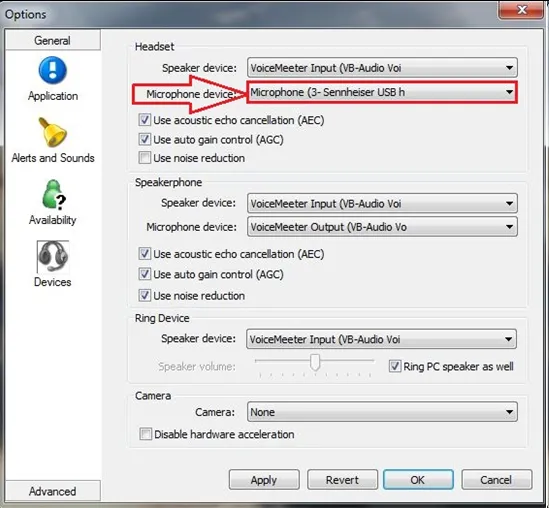 Options
General
Application
Alerts and Sounds
Availability
Devices
Advanced
Headset
Speaker device: VoiceMeeter Input (VB-Audio Voi
Microphone device: Microphone (3- Sennheiser USB h
Use acoustic echo cancellation (AEC)
Use auto gain control (AGC)
Use noise reduction
Speakerphone
Speaker device: VoiceMeeter Input (VB-Audio Voi
Microphone device: VoiceMeeter Output (VB-Audio Vo
Use acoustic echo cancellation (AEC)
Use auto gain control (AGC)
Use noise reduction
Ring Device
Speaker device: VoiceMeeter Input (VB-Audio Voi
Speaker volume: Ring PC speaker as well
Camera
Camera: None
Disable hardware acceleration
Apply Revert OK Cancel